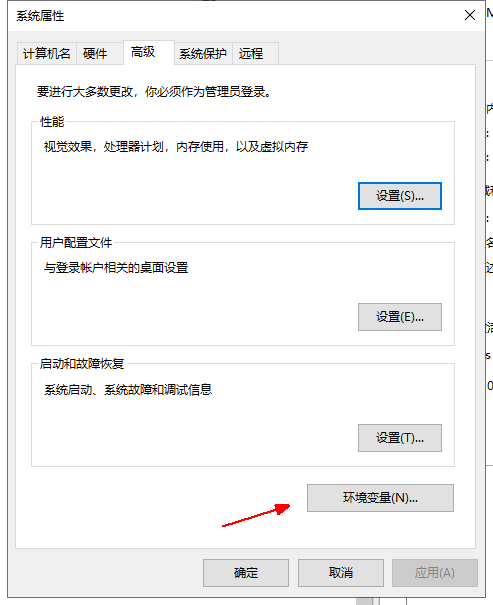 系统属性
计算机名 硬件 高级 系统保护 远程
要进行大多数更改，你必须作为管理员登录。
性能
视觉效果，处理器计划，内存使用，以及虚拟内存
设置(S)...
用户配置文件
与登录帐户相关的桌面设置
设置(E)...
启动和故障恢复
系统启动、系统故障和调试信息
设置(T)...
环境变量(N)...
确定 取消 应用(A)